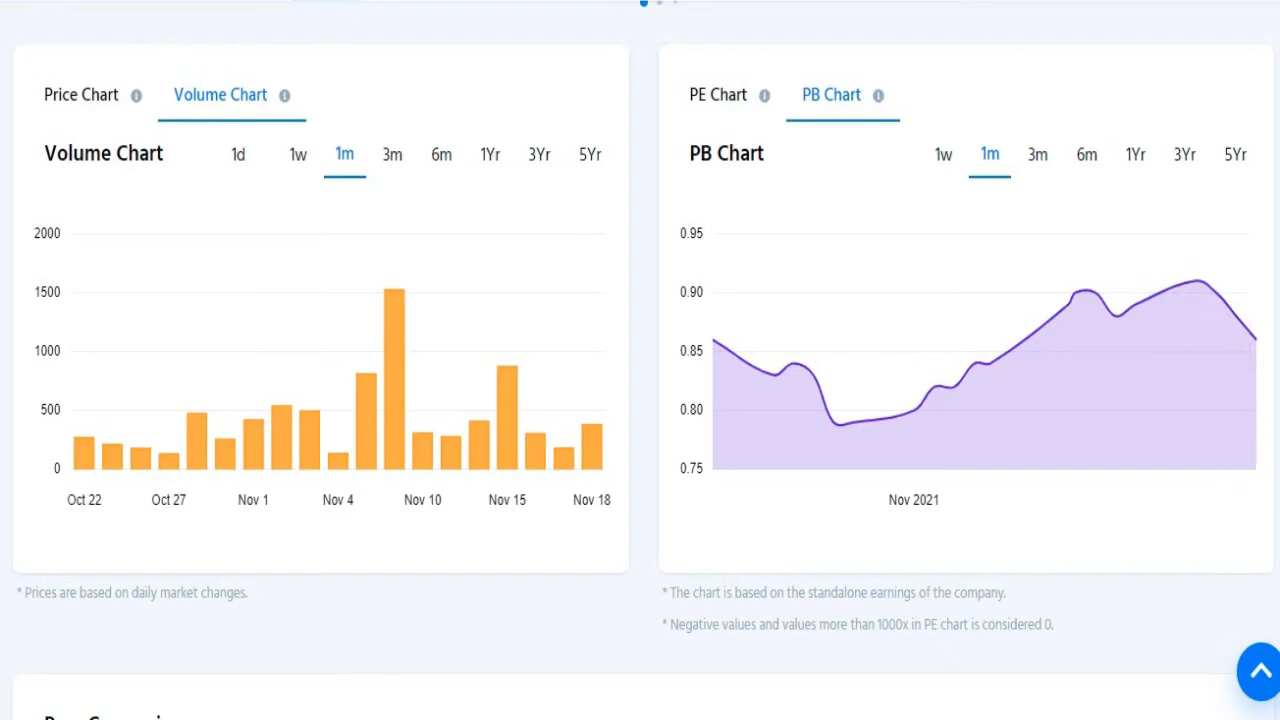 Price Chart
Volume Chart
Volume Chart
1d 1w 1m 3m 6m 1Yr 3Yr 5Yr
2000
1500
1000
500
0
Oct 22 Oct 27 Nov 1 Nov 4 Nov 10 Nov 15 Nov 18
* Prices are based on daily market changes.
PE Chart
PB Chart
PB Chart
1w 1m 3m 6m 1Yr 3Yr 5Yr
0.95
0.90
0.85
0.80
0.75
Nov 2021
* The chart is based on the standalone earnings of the company.
* Negative values and values more than 1000x in PE chart is considered 0.